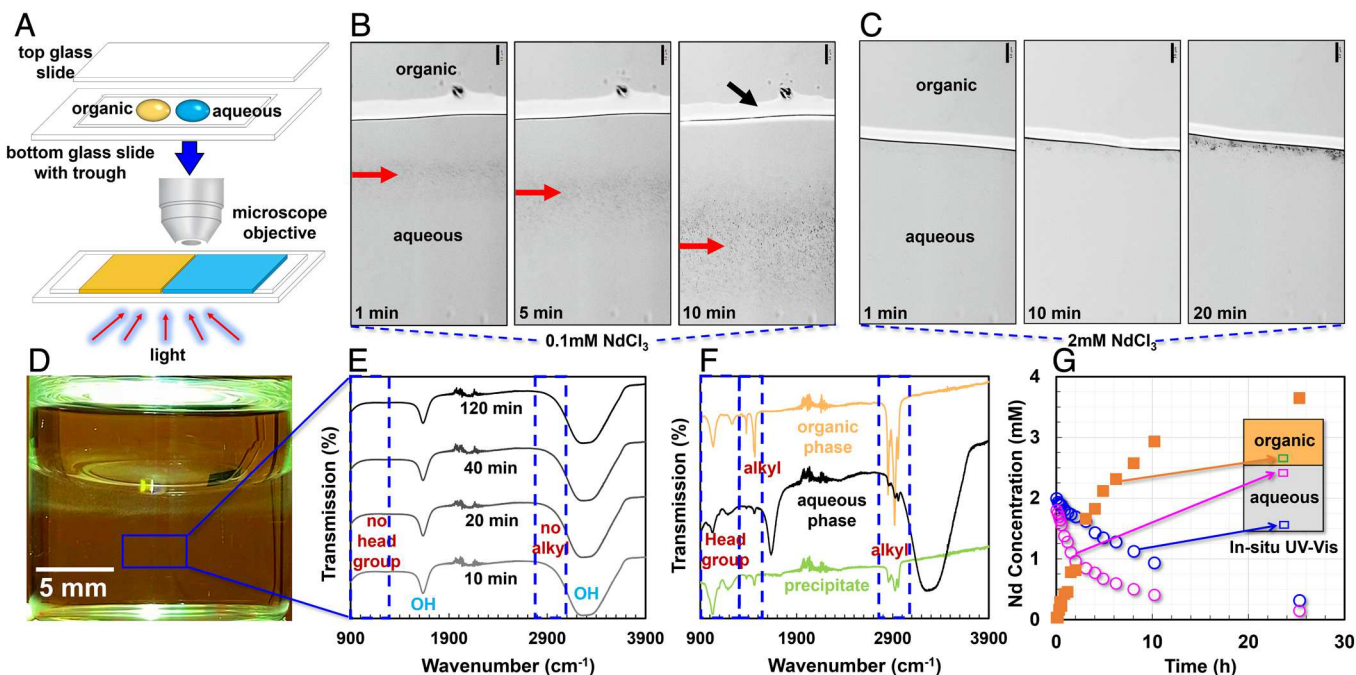 A
top glass
slide
organic
aqueous
bottom glass slide
with trough
microscope
objective
light
B
organic
aqueous
1 min
5 min
10 min
0.1mM NdCl₃
C
organic
aqueous
1 min
10 min
20 min
2mM NdCl₃
D
5 mm
E
Transmission (%)
120 min
40 min
20 min
10 min
no
head
group
no
alkyl
OH
OH
900
1900
2900
3900
Wavenumber (cm⁻¹)
F
Transmission (%)
organic
phase
alkyl
aqueous
phase
Head
group
alkyl
precipitate
900
1900
2900
3900
Wavenumber (cm⁻¹)
G
Nd Concentration (mM)
4
3
2
1
0
organic
aqueous
In-situ UV-Vis
0
10
20
30
Time (h)